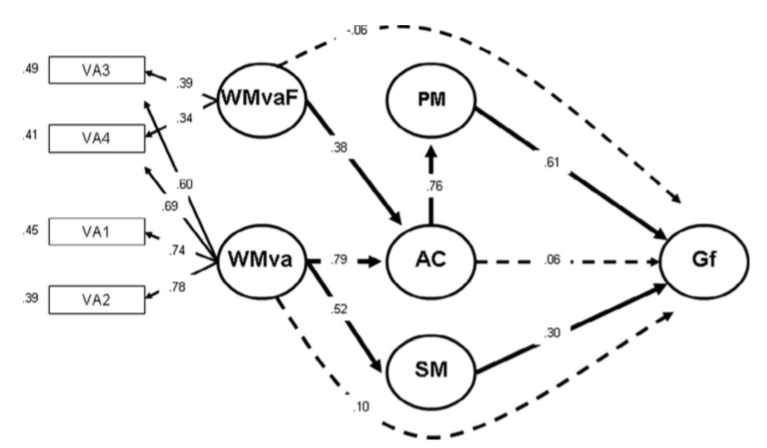 -.06
.49 VA3
.39
WMvaF
PM
.34
.41 VA4
.38
.61
.60
.76
.69
.45 VA1
.74
WMva
.79
AC
.06
Gf
.78
.39 VA2
.52
.30
SM
.10